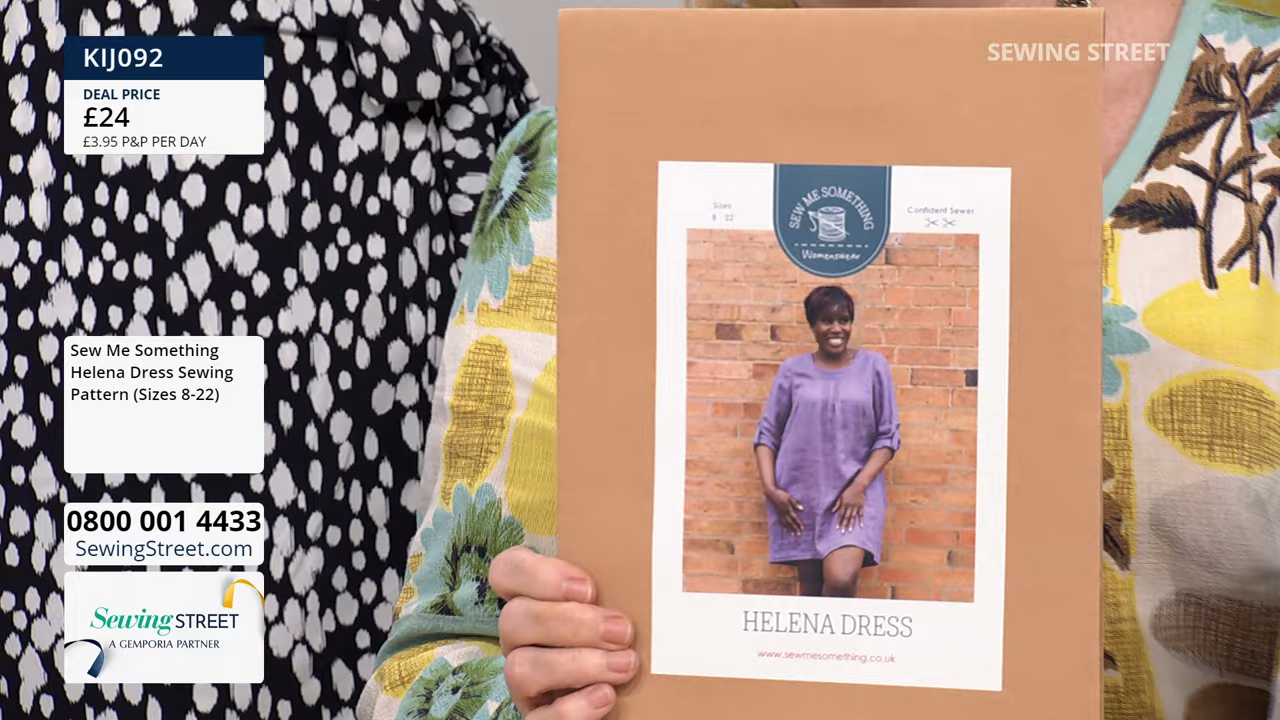 KIJ092
DEAL PRICE
£24
£3.95 P&P PER DAY
SEWING STREET
Sew Me Something
Helena Dress Sewing
Pattern (Sizes 8-22)
0800 001 4433
SewingStreet.com
Sewing STREET
A GEMPORIA PARTNER
Sizes
8 22
SEW ME SOMETHING
Womenswear
Confident Sewer
HELENA DRESS
www.sewmesomething.co.uk